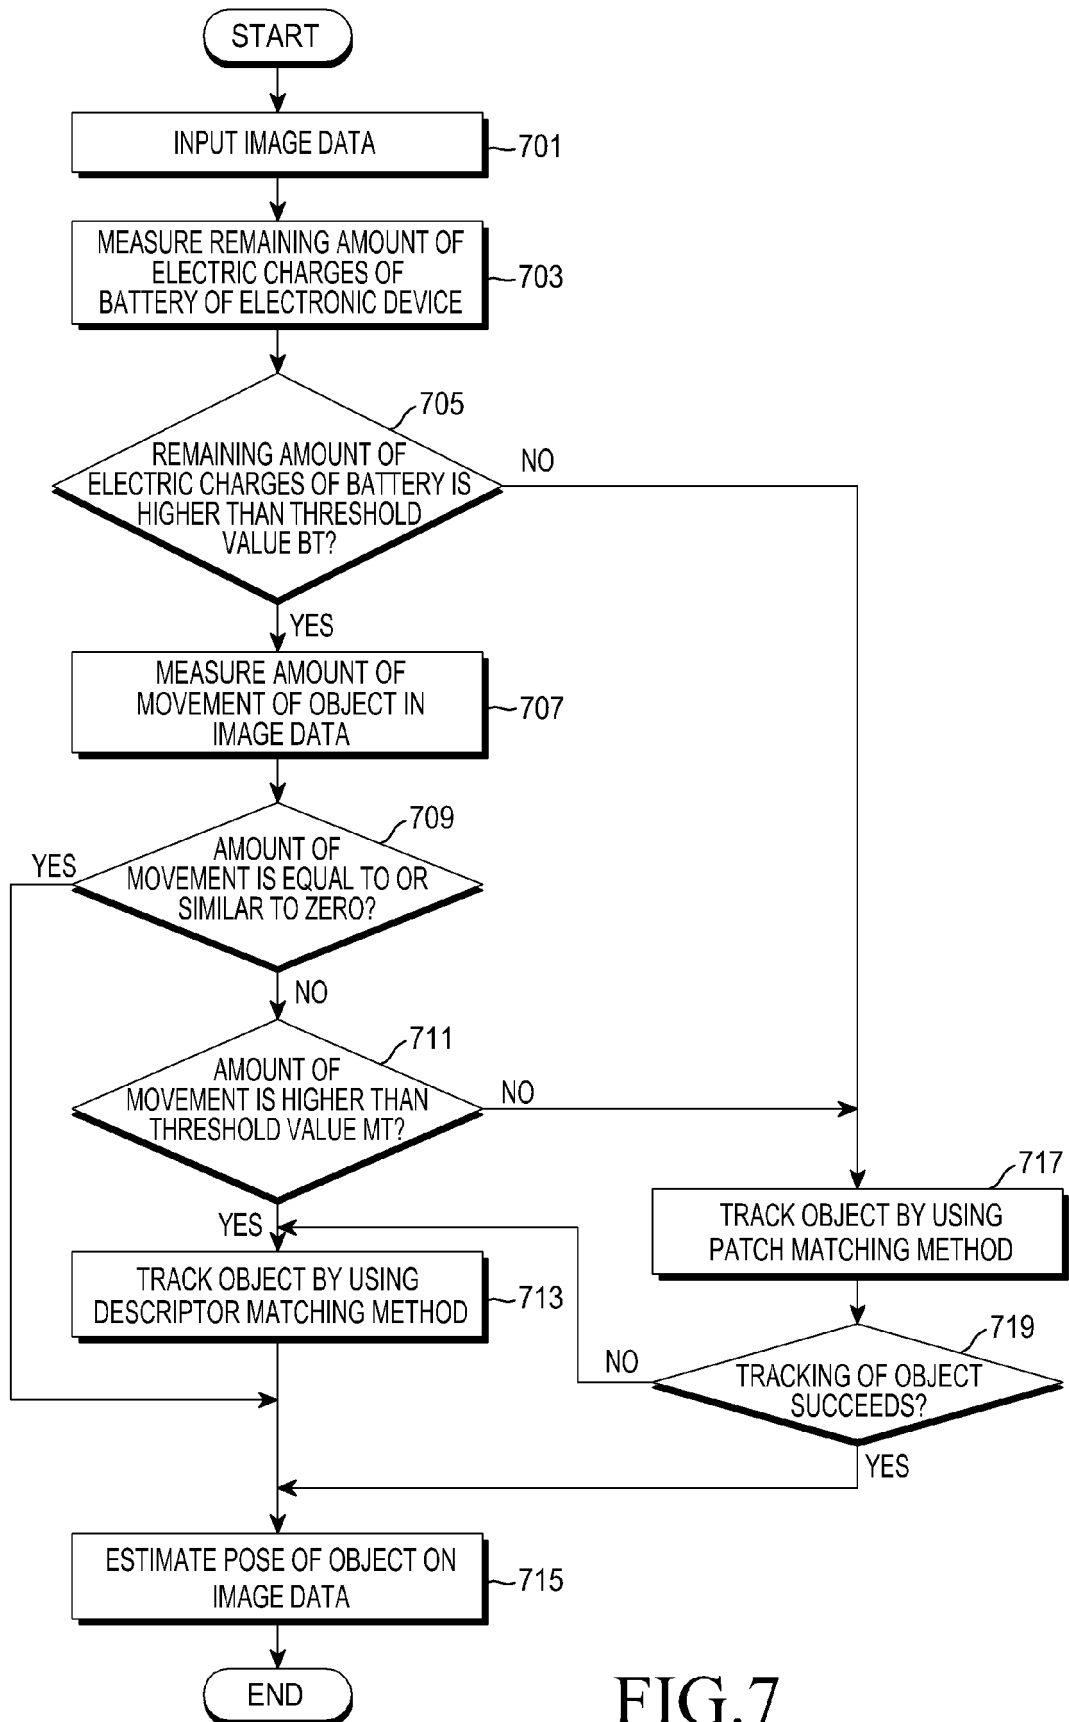 START
INPUT IMAGE DATA
701
MEASURE REMAINING AMOUNT OF
ELECTRIC CHARGES OF
BATTERY OF ELECTRONIC DEVICE
703
705
REMAINING AMOUNT OF
ELECTRIC CHARGES OF BATTERY IS
HIGHER THAN THRESHOLD
VALUE BT?
NO
YES
MEASURE AMOUNT OF
MOVEMENT OF OBJECT IN
IMAGE DATA
707
709
AMOUNT OF
MOVEMENT IS EQUAL TO OR
SIMILAR TO ZERO?
YES
NO
711
AMOUNT OF
MOVEMENT IS HIGHER THAN
THRESHOLD VALUE MT?
NO
YES
717
TRACK OBJECT BY USING
PATCH MATCHING METHOD
TRACK OBJECT BY USING
DESCRIPTOR MATCHING METHOD
713
719
TRACKING OF OBJECT
SUCCEEDS?
NO
YES
ESTIMATE POSE OF OBJECT ON
IMAGE DATA
715
END
FIG.7